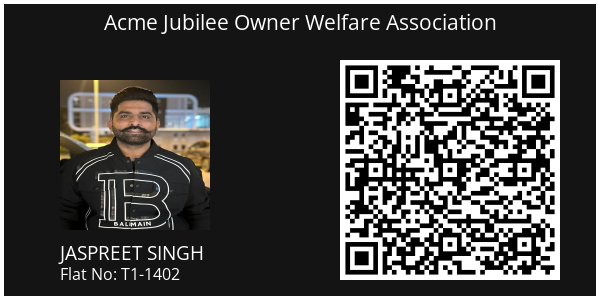 Acme Jubilee Owner Welfare Association
B
BALMAIN
JASPREET SINGH
Flat No: T1-1402